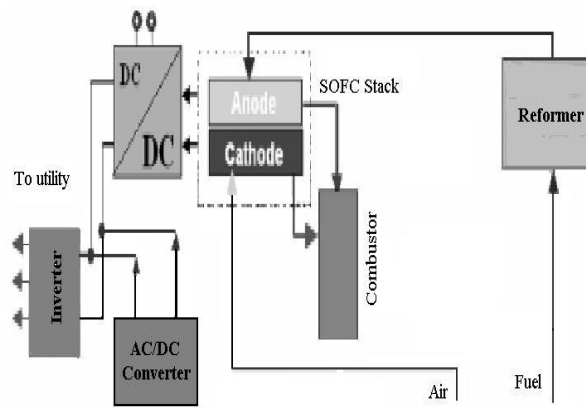 DC
DC
SOFC Stack
Anode
Cathode
Reformer
To utility
Inverter
AC/DC
Converter
Combustor
Air
Fuel